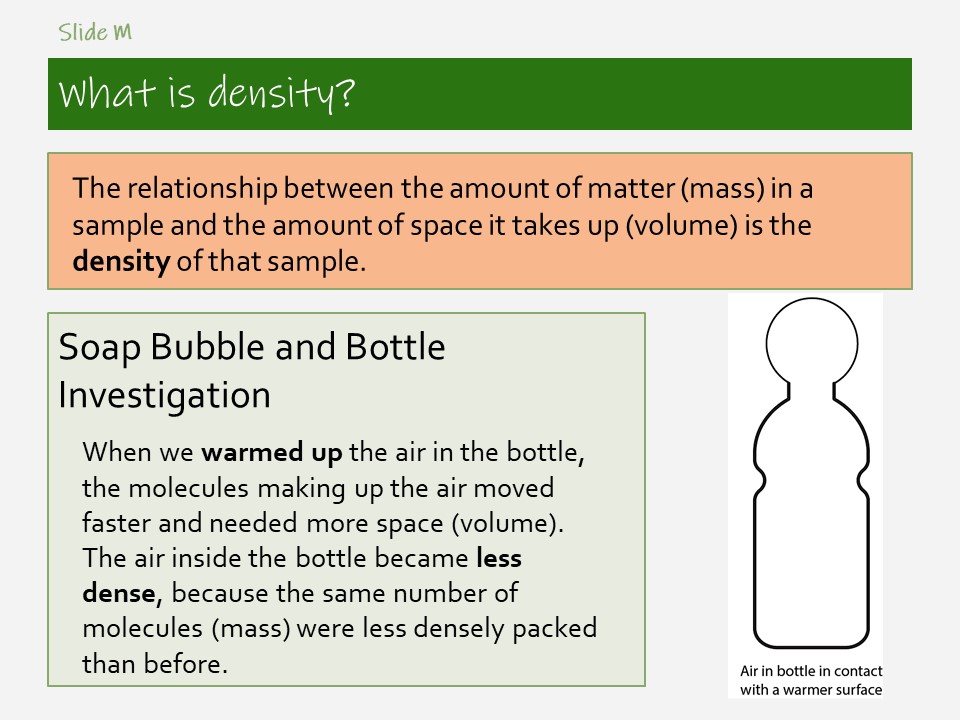 Slide M
What is density?
The relationship between the amount of matter (mass) in a
sample and the amount of space it takes up (volume) is the
density of that sample.
Soap Bubble and Bottle
Investigation
When we warmed up the air in the bottle,
the molecules making up the air moved
faster and needed more space (volume).
The air inside the bottle became less
dense, because the same number of
molecules (mass) were less densely packed
than before.
Air in bottle in contact
with a warmer surface